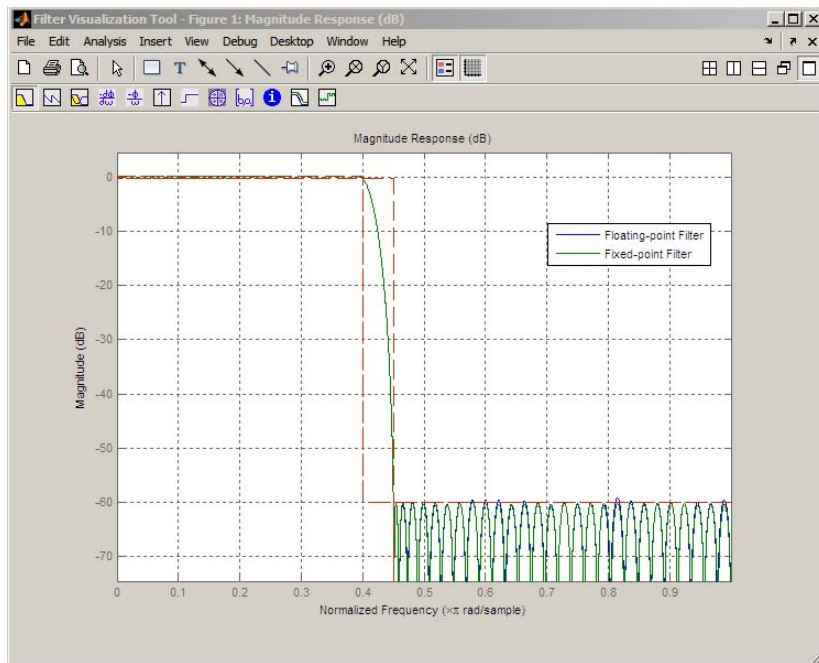 Filter Visualization Tool - Figure 1: Magnitude Response (dB)
File Edit Analysis Insert View Debug Desktop Window Help
Magnitude Response (dB)
0
-10
-20
-30
-40
-50
-60
-70
Magnitude (dB)
Floating-point Filter
Fixed-point Filter
0 0.1 0.2 0.3 0.4 0.5 0.6 0.7 0.8 0.9
Normalized Frequency (×π rad/sample)